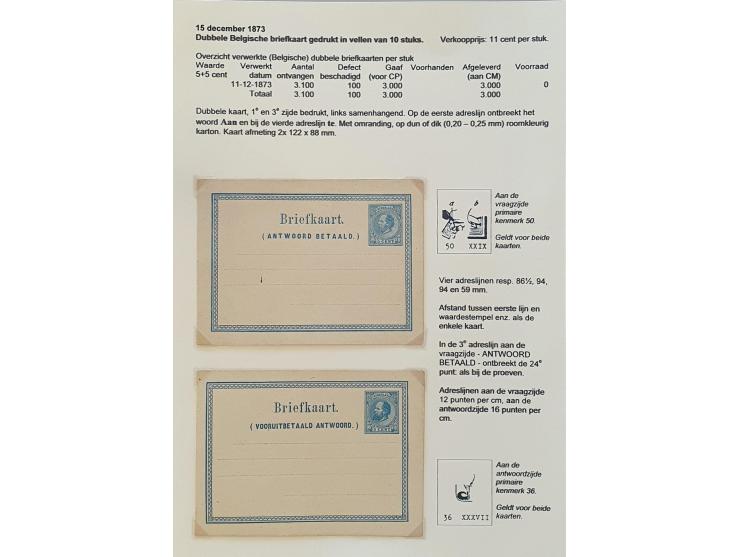 15 december 1873
Dubbele Belgische briefkaart gedrukt in vellen van 10 stuks. Verkoopprijs: 11 cent per stuk.
Overzicht verwerkte (Belgische) dubbele briefkaarten per stuk
Waarde Verwerkt Aantal Defect Gaaf Voorhanden Afgeleverd Voorraad
5+5 cent datum ontvangen beschadigd (voor CP) (aan CM)
11-12-1873 3.100 100 3.000 3.000 0
Totaal 3.100 100 3.000 3.000
Dubbele kaart, 1e en 3e zijde bedrukt, links samenhangend. Op de eerste adreslijn ontbreekt het
woord Aan en bij de vierde adreslijn te. Met omranding, op dun of dik (0,20 – 0,25 mm) roomkleurig
karton. Kaart afmeting 2x 122 x 88 mm.
Briefkaart.
(ANTWOORD BETAALD.)
5 CENT
a b
50 XXIX
Aan de
vraagzijde
primaire
kenmerk 50.
Geldt voor beide
kaarten.
Vier adreslijnen resp. 86½, 94,
94 en 59 mm.
Afstand tussen eerste lijn en
waardestempel enz. als de
enkele kaart.
In de 3e adreslijn aan de
vraagzijde - ANTWOORD
BETAALD - ontbreekt de 24e
punt: als bij de proeven.
Adreslijnen aan de vraagzijde
12 punten per cm, aan de
antwoordzijde 16 punten per
cm.
Briefkaart.
(VOORUITBETAALD ANTWOORD.)
5 CENT
36 XXXVII
Aan de
antwoordzijde
primaire
kenmerk 36.
Geldt voor beide
kaarten.